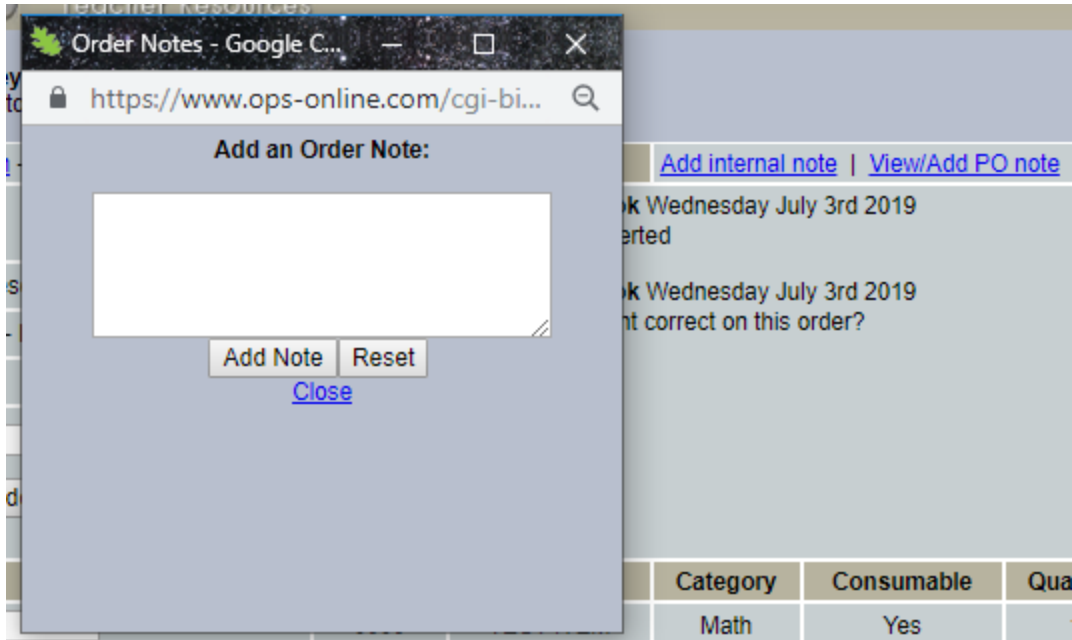 Teacher Resources
Order Notes - Google C...
https://www.ops-online.com/cgi-bi...
Add an Order Note:
Add Note Reset
Close
Add internal note | View/Add PO note
Wednesday July 3rd 2019
erted
Wednesday July 3rd 2019
correct on this order?
Category Consumable Qua
Math Yes